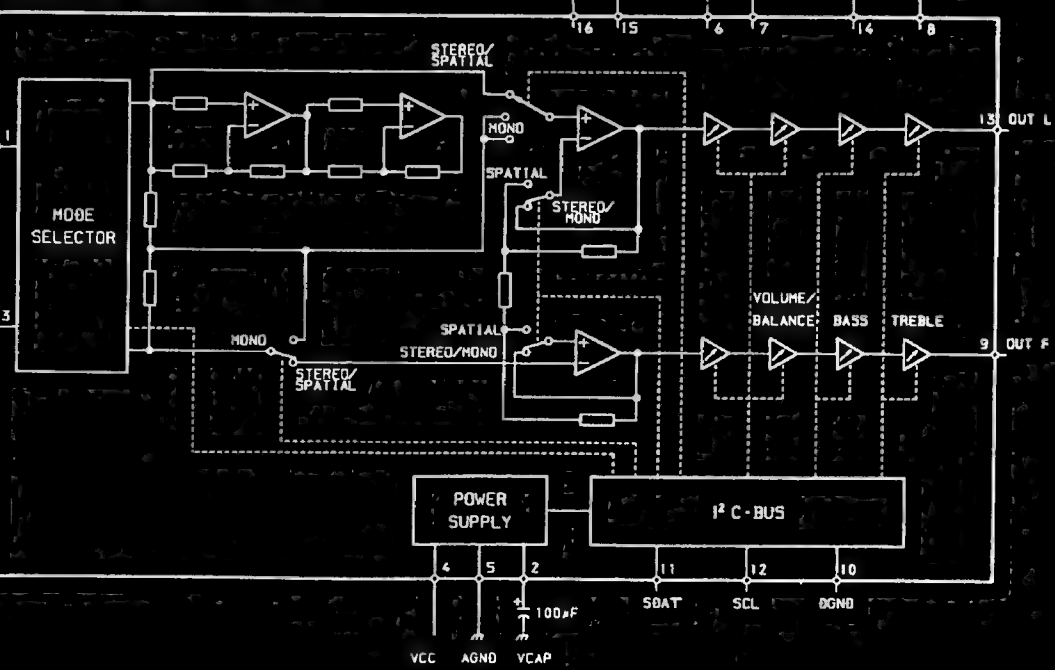 16 15 6 7 14 8
STEREO/
SPATIAL
1
13 OUT L
MONO
SPATIAL
STEREO/
MONO
MODE
SELECTOR
VOLUME/
BALANCE BASS TREBLE
3
SPATIAL
MONO
STEREO/MONO
9 OUT R
STEREO/
SPATIAL
POWER
SUPPLY
I² C-BUS
4 5 2 11 12 10
SDAT SCL DGND
+
100µF
VCC AGND VCAP